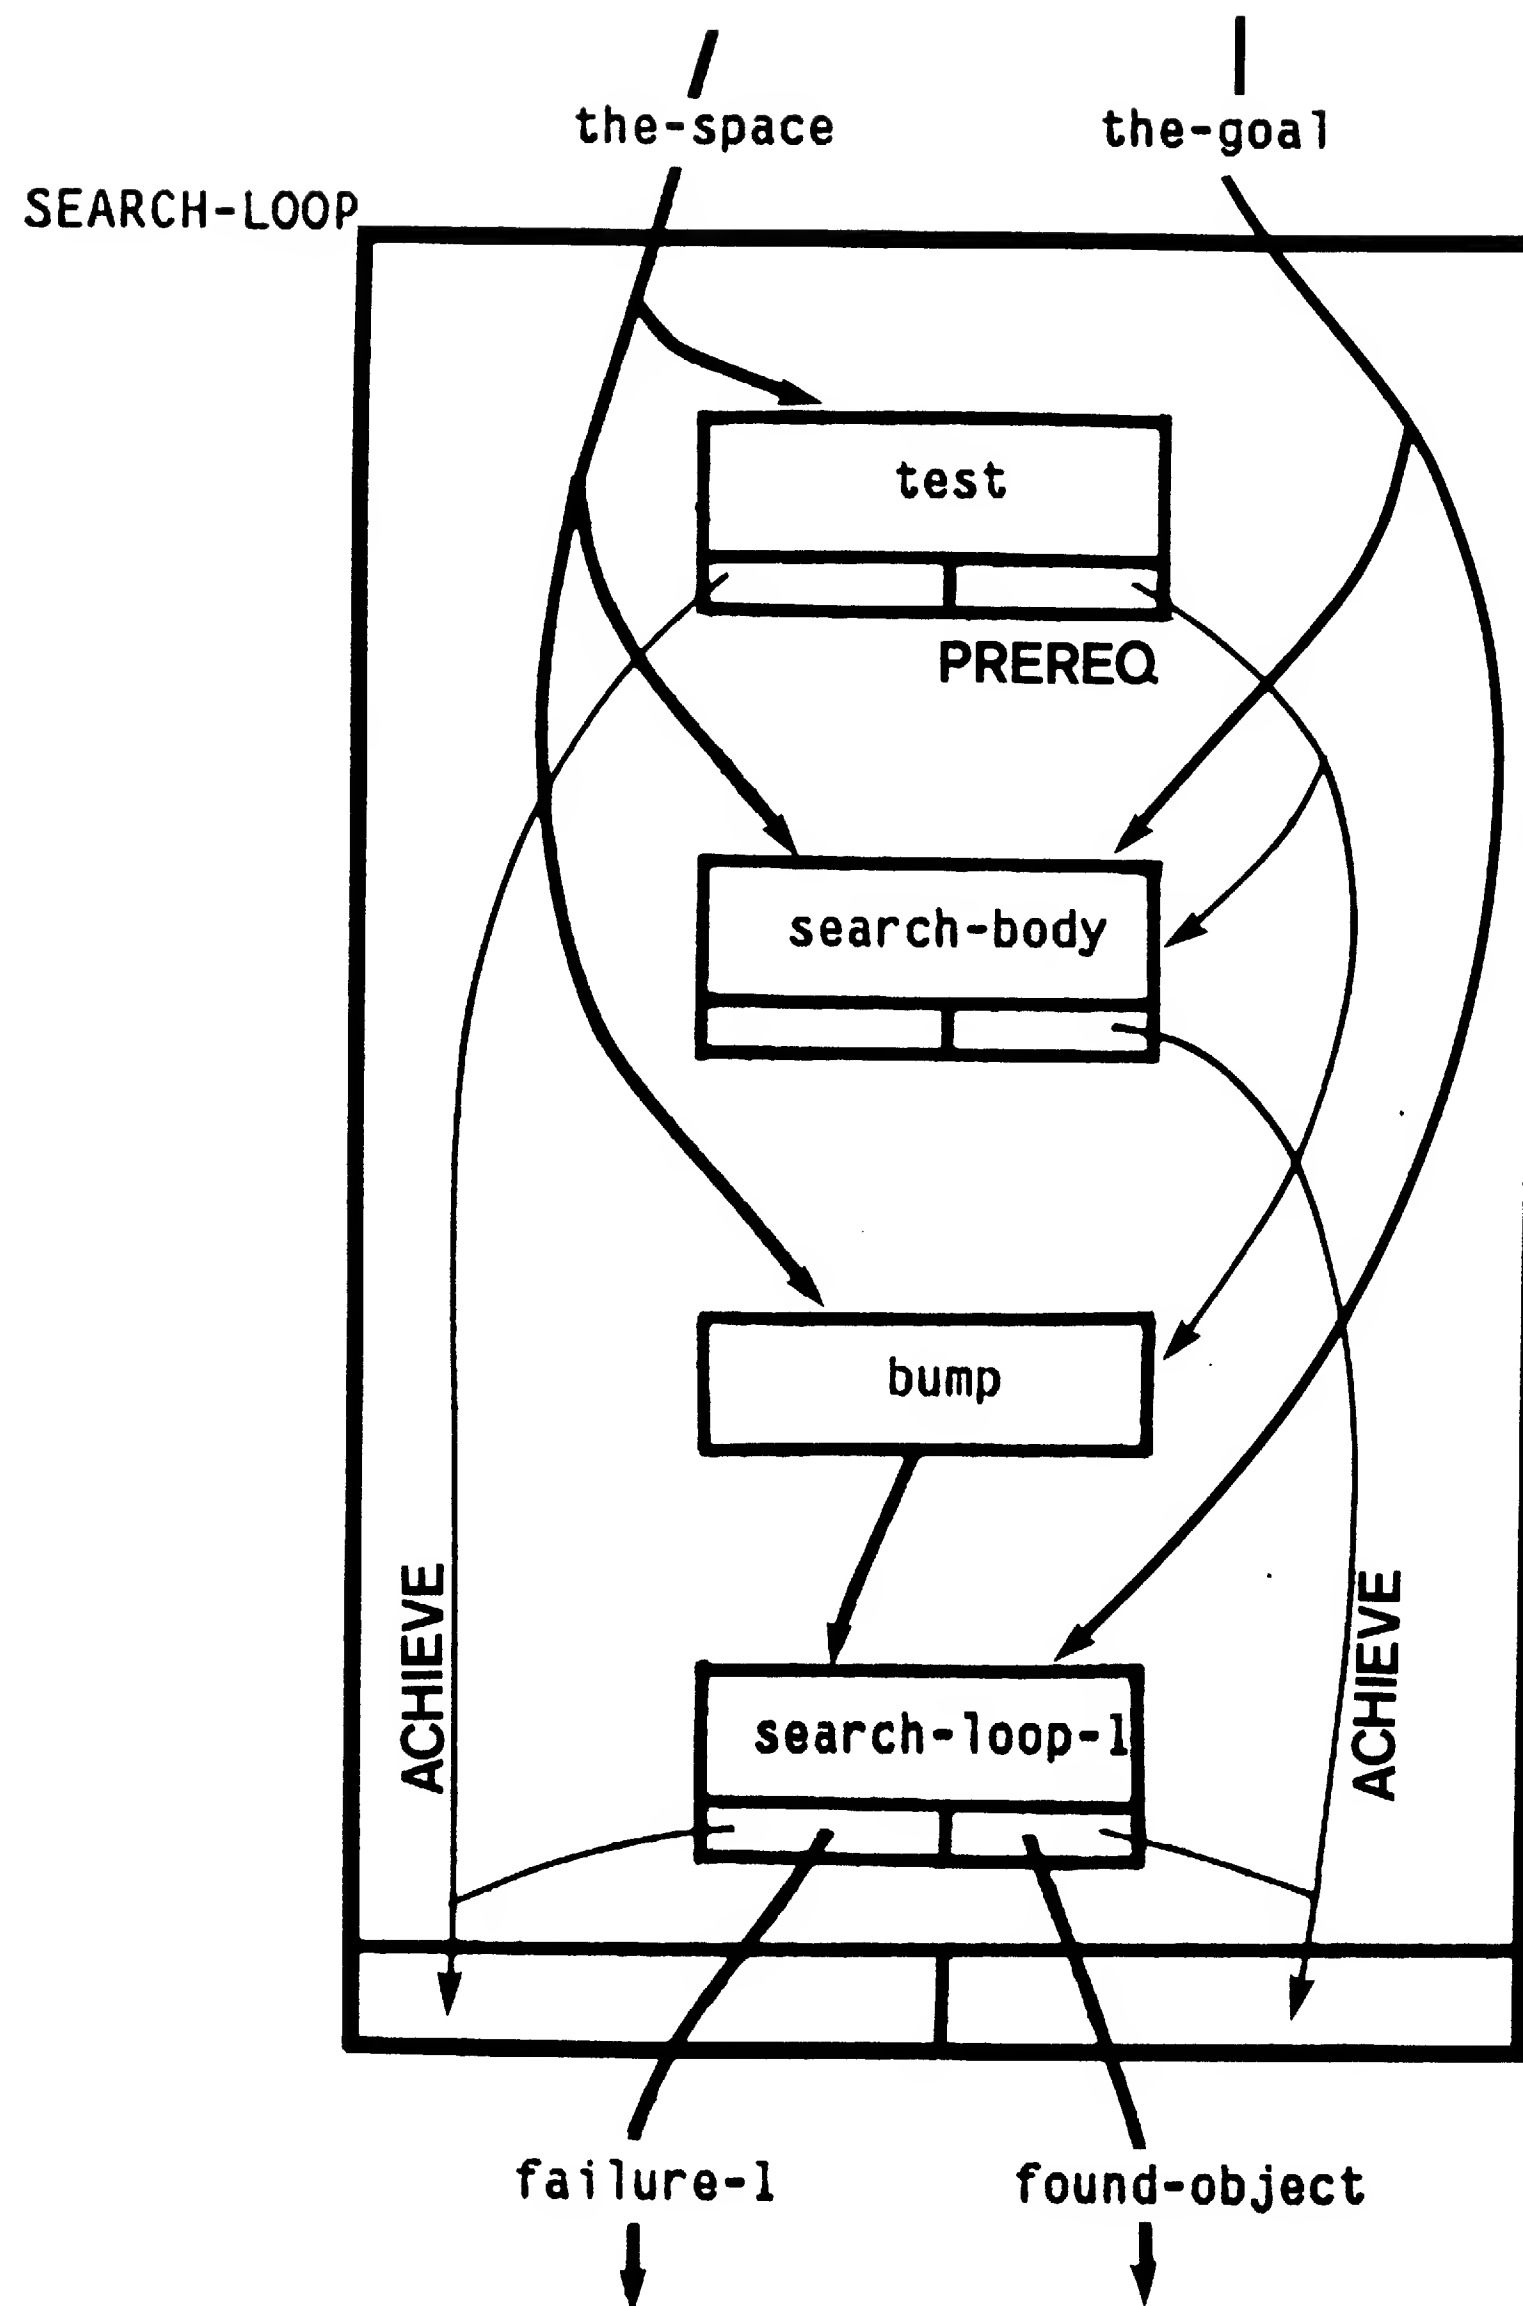 the-space
the-goal
SEARCH-LOOP
test
PREREQ
search-body
bump
ACHIEVE
ACHIEVE
search-loop-1
failure-1
found-object